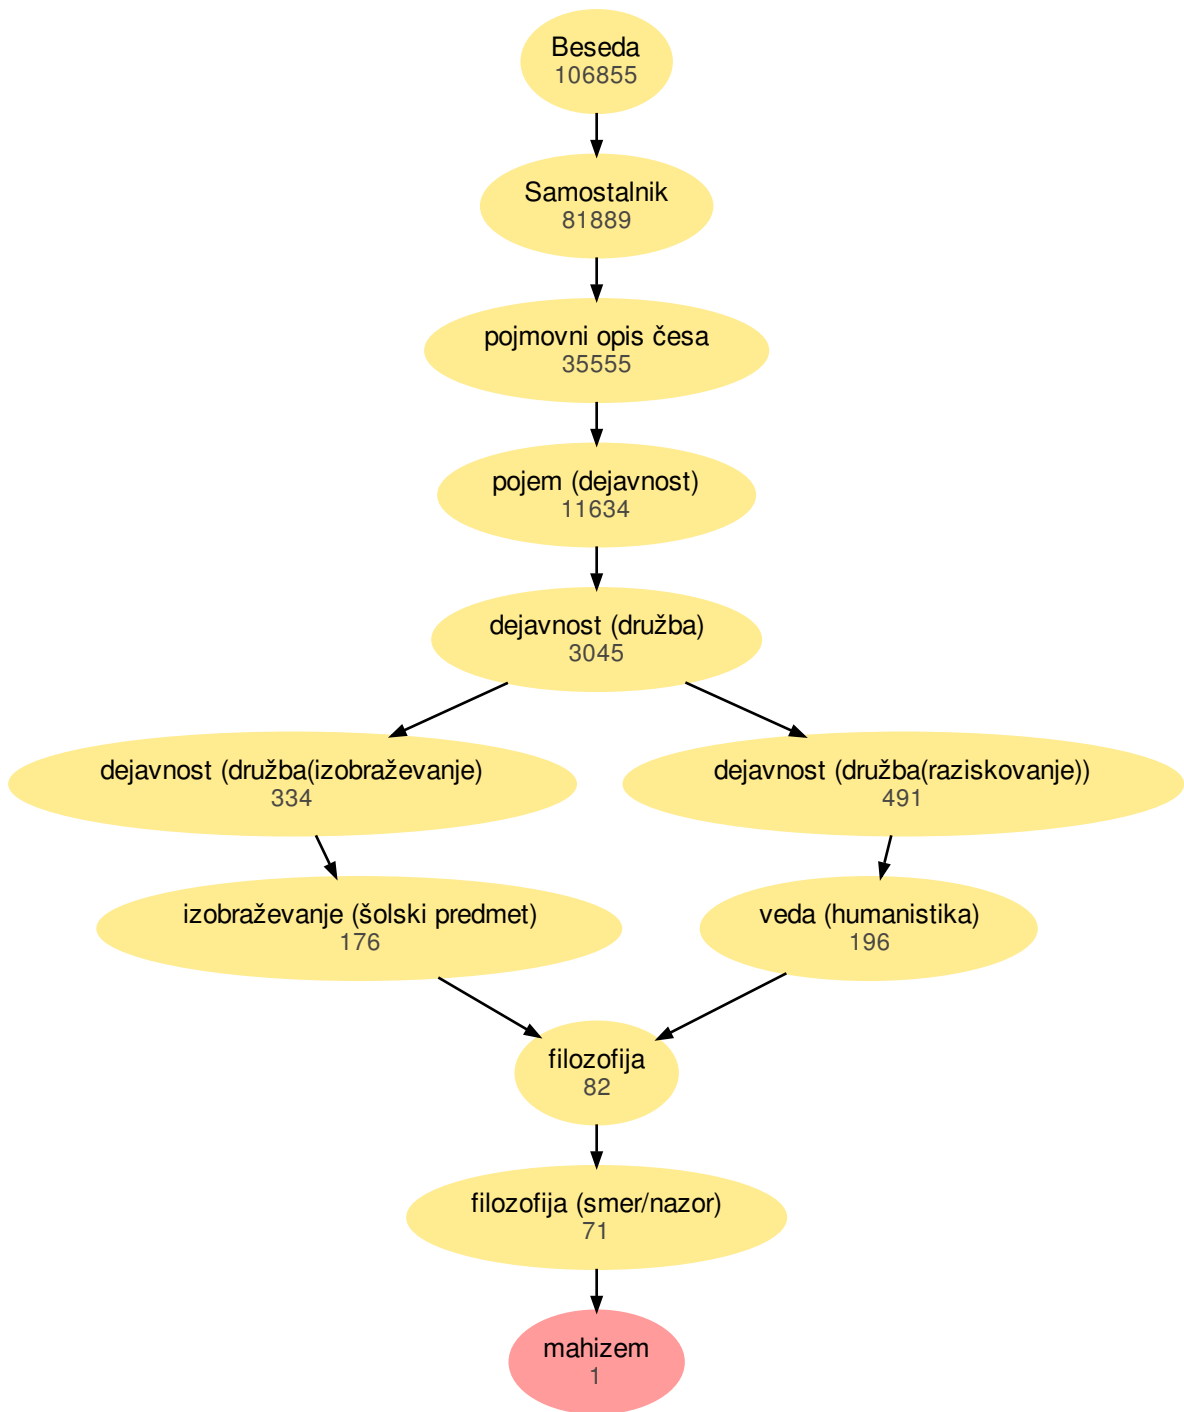 Beseda
106855
Samostalnik
81889
pojmovni opis česa
35555
pojem (dejavnost)
11634
dejavnost (družba)
3045
dejavnost (družba(izobraževanje)
334
dejavnost (družba(raziskovanje))
491
izobraževanje (šolski predmet)
176
veda (humanistika)
196
filozofija
82
filozofija (smer/nazor)
71
mahizem
1